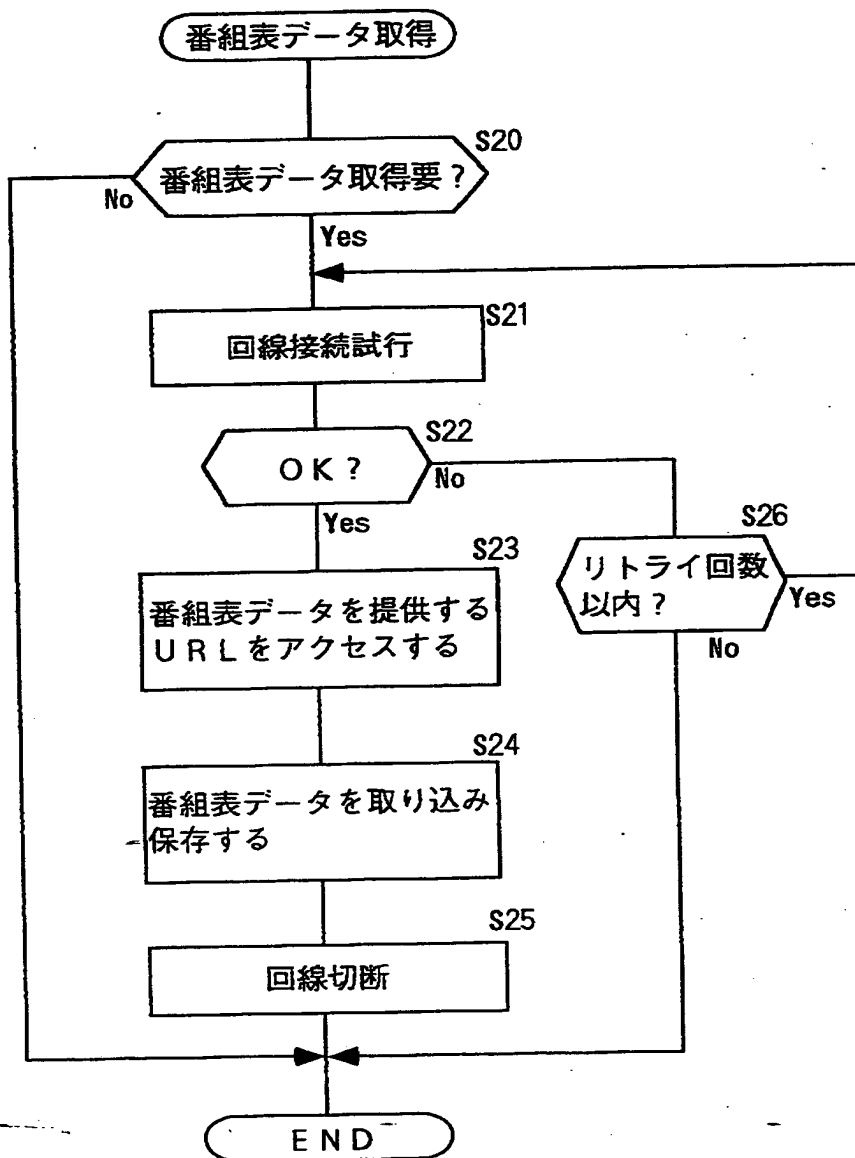 番組表データ取得
S20
番組表データ取得要?
No
Yes
S21
回線接続試行
S22
OK?
No
Yes
S23
番組表データを提供する
URLをアクセスする
S26
リトライ回数
以内?
Yes
No
S24
番組表データを取り込み
保存する
S25
回線切断
END